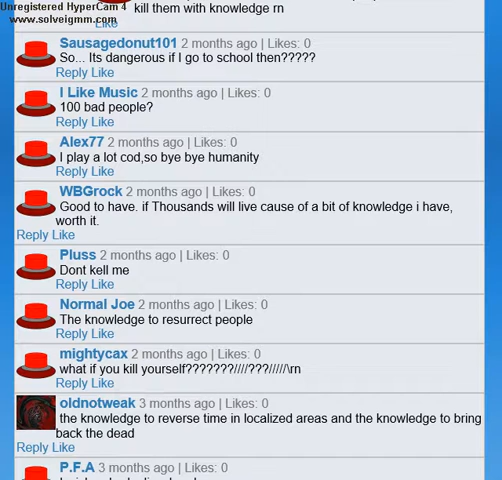 Unregistered HyperCam 4
kill them with knowledge rn
www.solveigmm.com
Like
Sausagedonut101 2 months ago | Likes: 0
So... Its dangerous if I go to school then?????
Reply Like
I Like Music 2 months ago | Likes: 0
100 bad people?
Reply Like
Alex77 2 months ago | Likes: 0
I play a lot cod,so bye bye humanity
Reply Like
WBGrock 2 months ago | Likes: 0
Good to have. if Thousands will live cause of a bit of knowledge i have,
worth it.
Reply Like
Pluss 2 months ago | Likes: 0
Dont kell me
Reply Like
Normal Joe 2 months ago | Likes: 0
The knowledge to resurrect people
Reply Like
mightycax 2 months ago | Likes: 0
what if you kill yourself???????////???/////\rn
Reply Like
oldnotweak 3 months ago | Likes: 0
the knowledge to reverse time in localized areas and the knowledge to bring
back the dead
Reply Like
P.F.A 3 months ago | Likes: 0